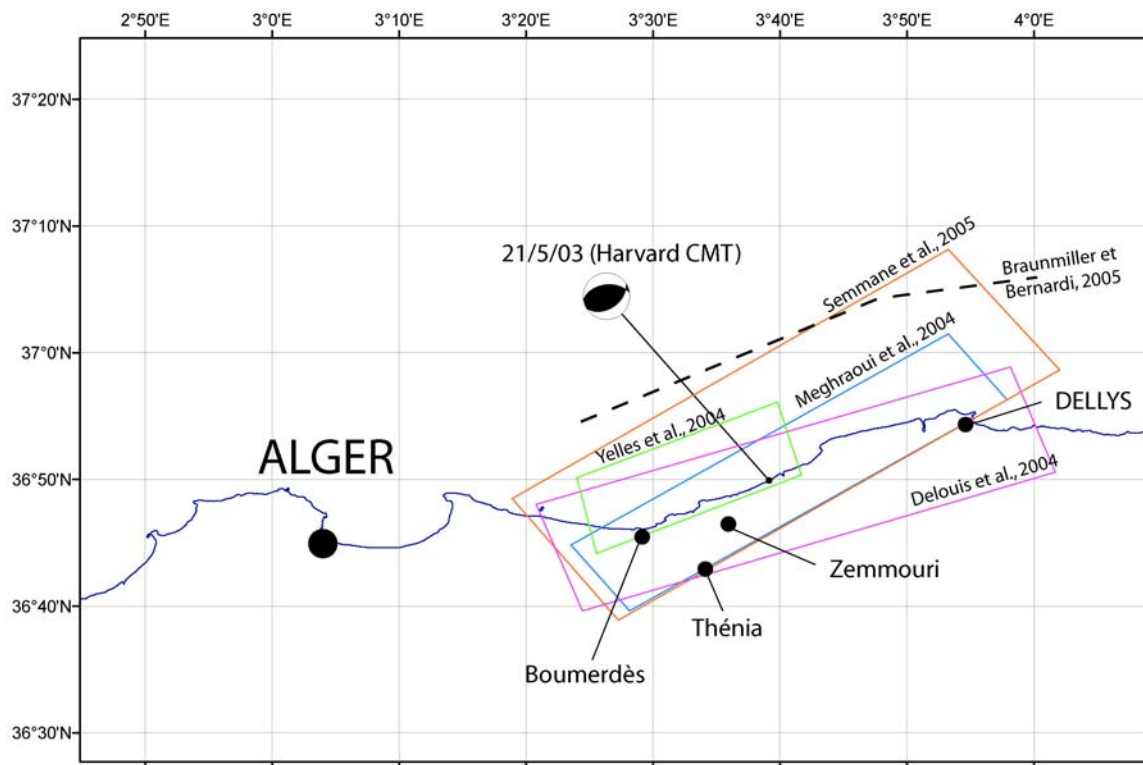 2°50'E 3°0'E 3°10'E 3°20'E 3°30'E 3°40'E 3°50'E 4°0'E
37°20'N
37°10'N
37°0'N
36°50'N
36°40'N
36°30'N
21/5/03 (Harvard CMT)
Semmane et al., 2005
Braunmiller et
Bernardi, 2005
Meghraoui et al., 2004
Yelles et al., 2004
DELLYS
ALGER
Delouis et al., 2004
Zemmouri
Thénia
Boumerdès